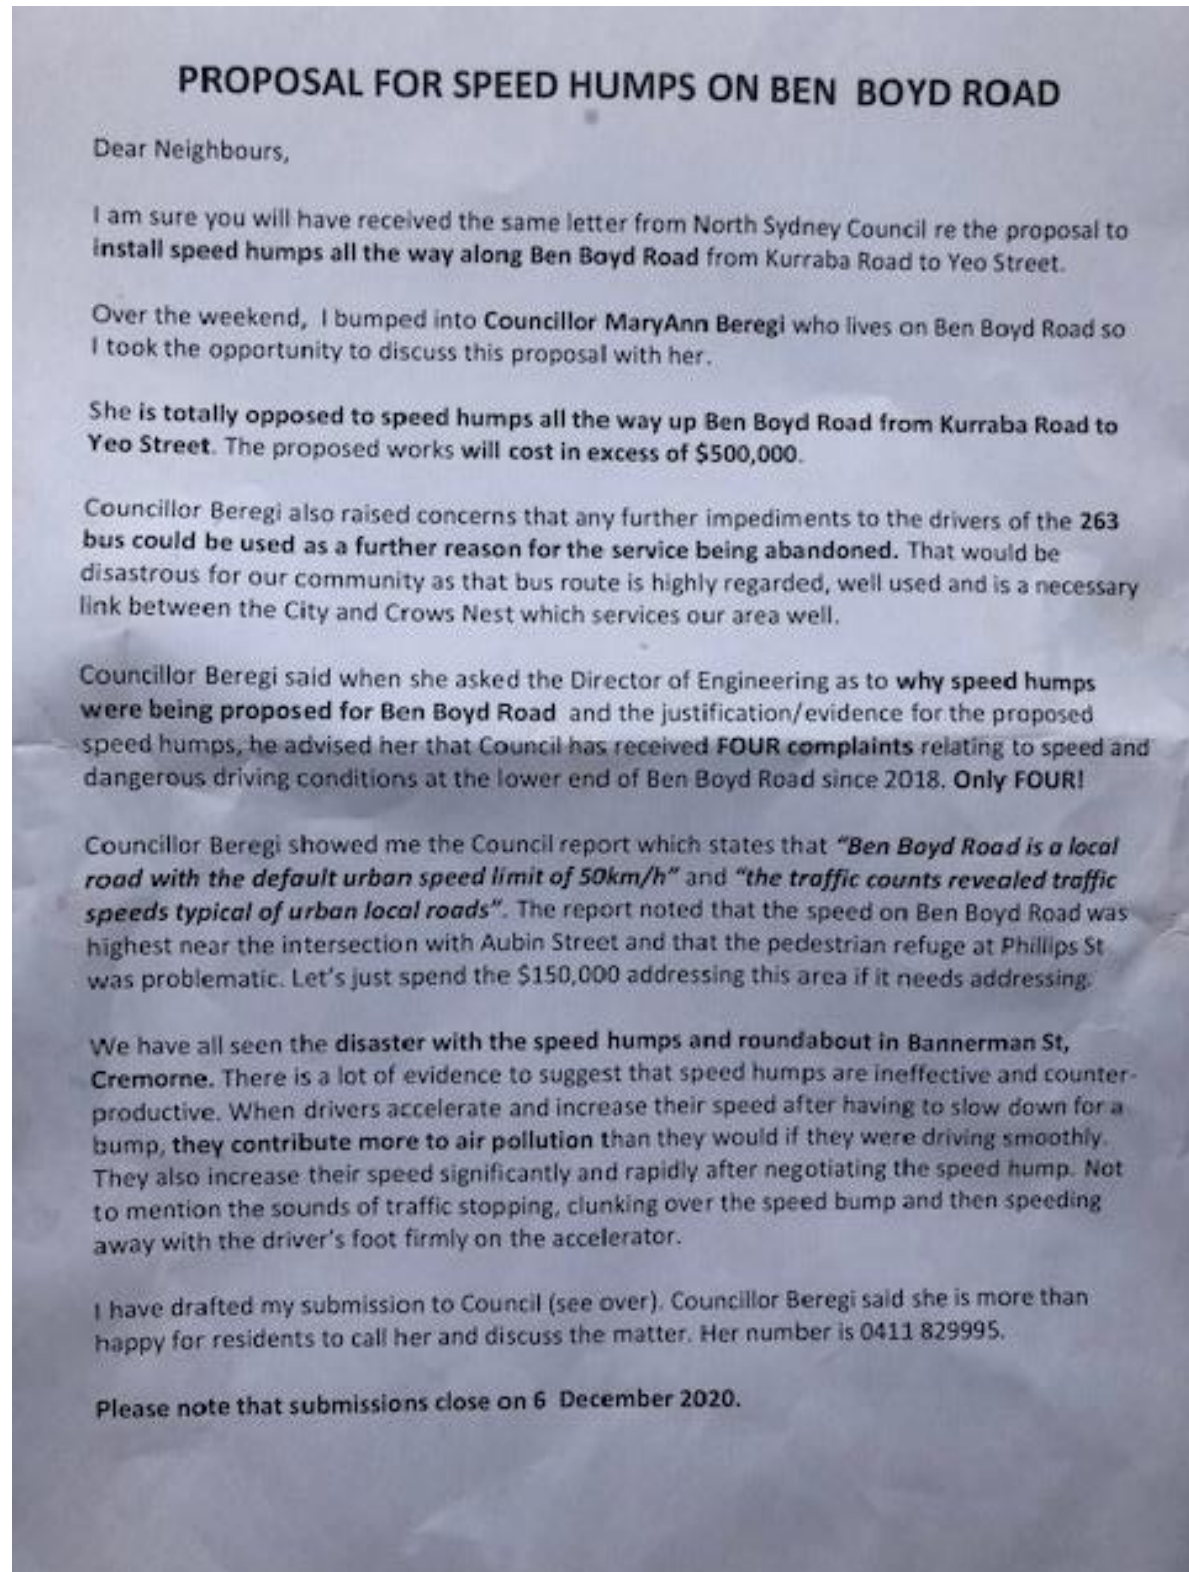 PROPOSAL FOR SPEED HUMPS ON BEN BOYD ROAD
Dear Neighbours,
I am sure you will have received the same letter from North Sydney Council re the proposal to
install speed humps all the way along Ben Boyd Road from Kurraba Road to Yeo Street.
Over the weekend, I bumped into Councillor MaryAnn Beregi who lives on Ben Boyd Road so
I took the opportunity to discuss this proposal with her.
She is totally opposed to speed humps all the way up Ben Boyd Road from Kurraba Road to
Yeo Street. The proposed works will cost in excess of $500,000.
Councillor Beregi also raised concerns that any further impediments to the drivers of the 263
bus could be used as a further reason for the service being abandoned. That would be
disastrous for our community as that bus route is highly regarded, well used and is a necessary
link between the City and Crows Nest which services our area well.
Councillor Beregi said when she asked the Director of Engineering as to why speed humps
were being proposed for Ben Boyd Road and the justification/evidence for the proposed
speed humps, he advised her that Council has received FOUR complaints relating to speed and
dangerous driving conditions at the lower end of Ben Boyd Road since 2018. Only FOUR!
Councillor Beregi showed me the Council report which states that “Ben Boyd Road is a local
road with the default urban speed limit of 50km/h” and “the traffic counts revealed traffic
speeds typical of urban local roads”. The report noted that the speed on Ben Boyd Road was
highest near the intersection with Aubin Street and that the pedestrian refuge at Phillips St
was problematic. Let’s just spend the $150,000 addressing this area if it needs addressing.
We have all seen the disaster with the speed humps and roundabout in Bannerman St,
Cremorne. There is a lot of evidence to suggest that speed humps are ineffective and counter-
productive. When drivers accelerate and increase their speed after having to slow down for a
bump, they contribute more to air pollution than they would if they were driving smoothly.
They also increase their speed significantly and rapidly after negotiating the speed hump. Not
to mention the sounds of traffic stopping, clunking over the speed bump and then speeding
away with the driver’s foot firmly on the accelerator.
I have drafted my submission to Council (see over). Councillor Beregi said she is more than
happy for residents to call her and discuss the matter. Her number is 0411 829995.
Please note that submissions close on 6 December 2020.